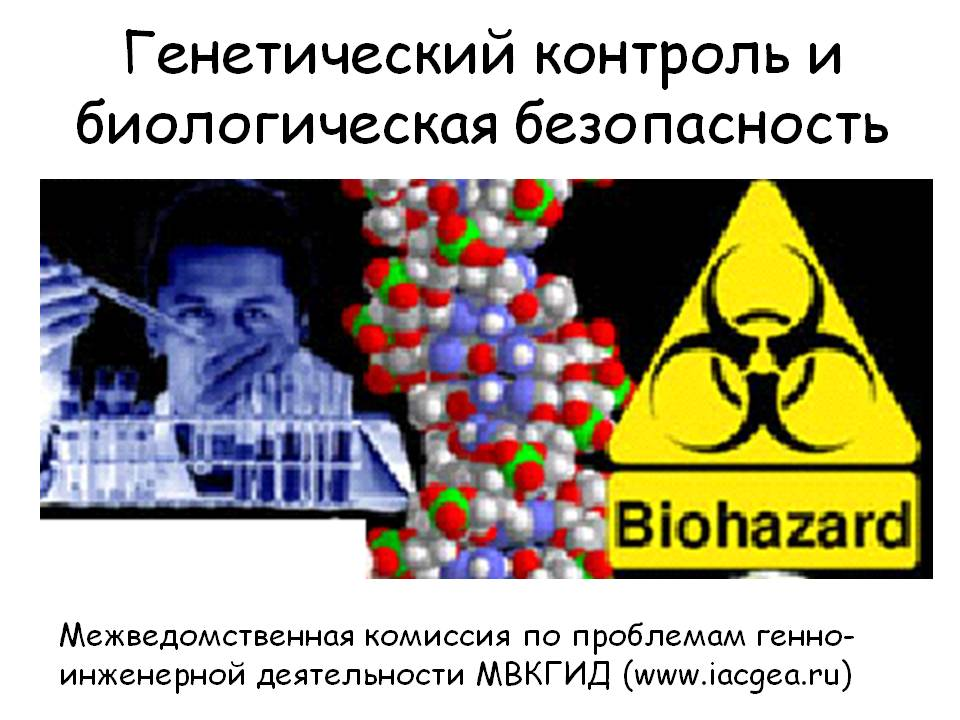 Генетический контроль и
биологическая безопасность
Biohazard
Межведомственная комиссия по проблемам генно-
инженерной деятельности МВКГИД (www.iacgea.ru)